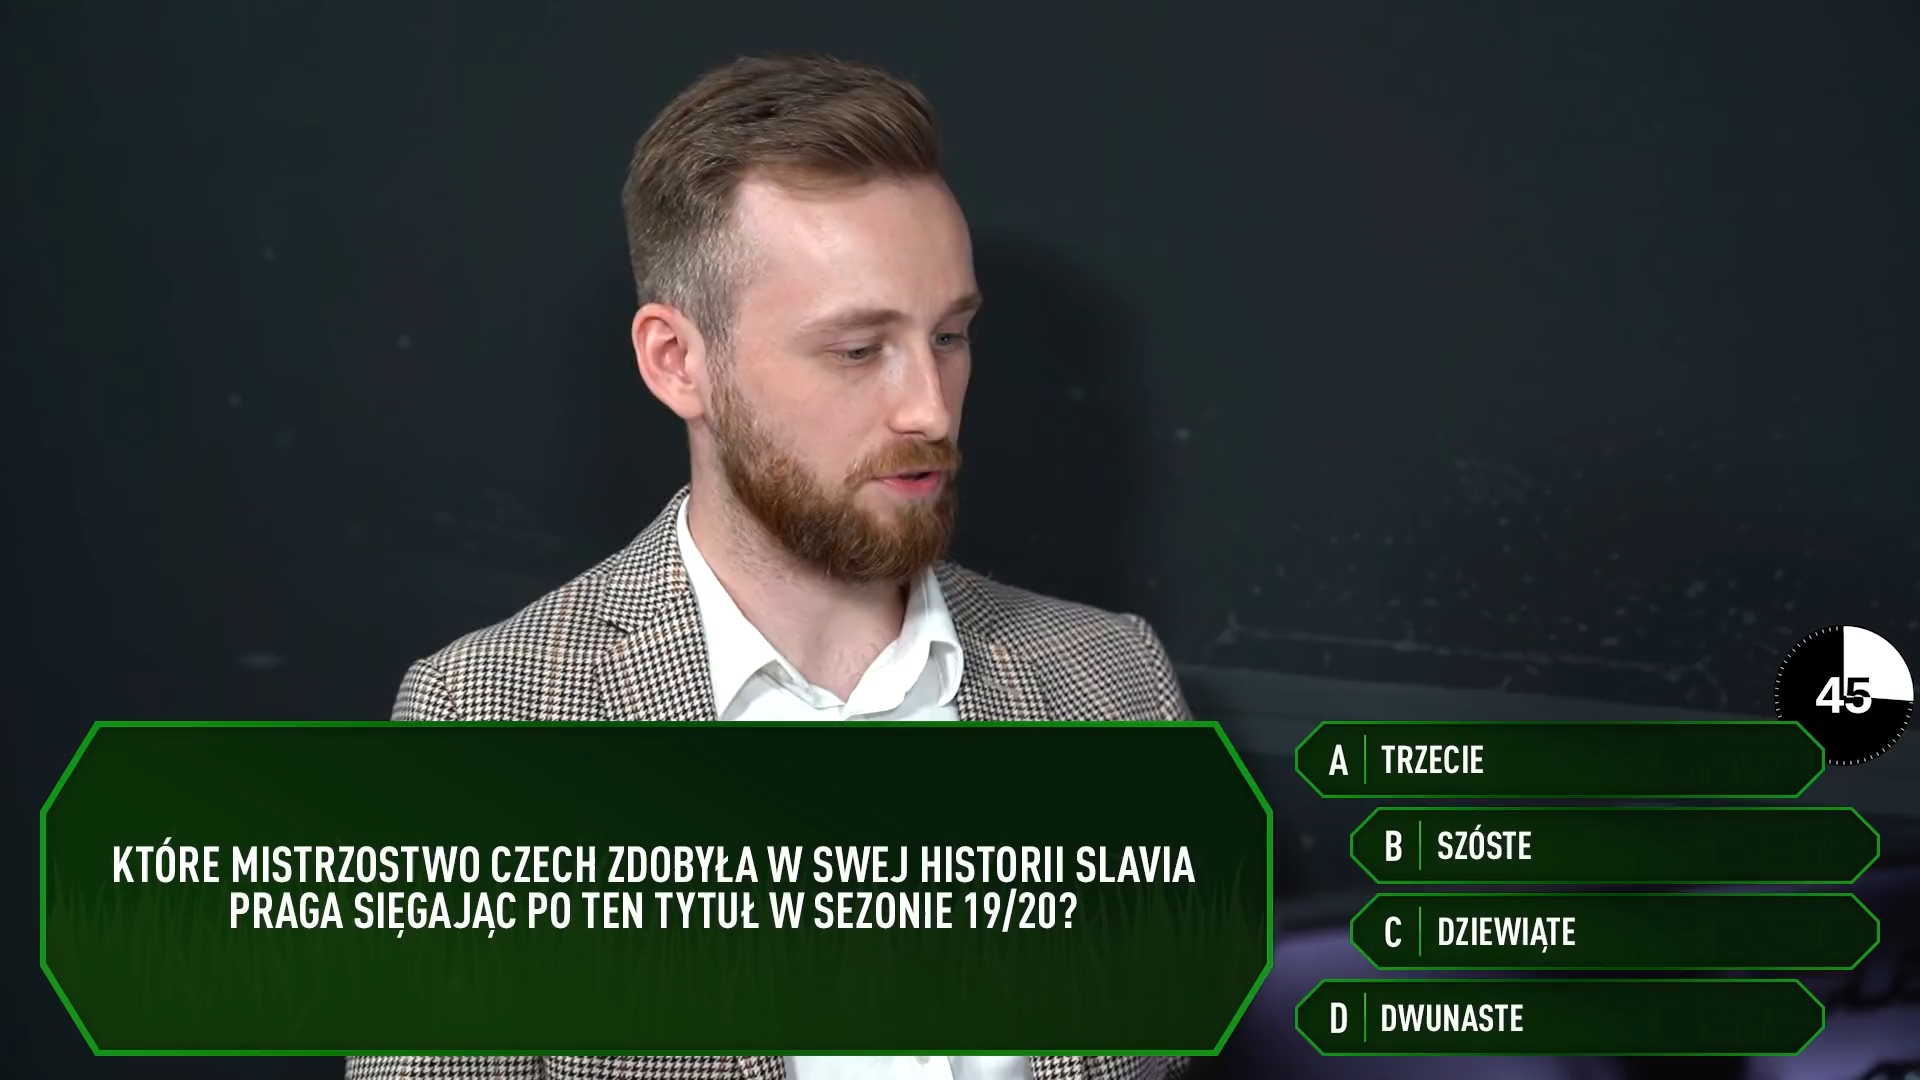 45
KTÓRE MISTRZOSTWO CZECH ZDOBYŁA W SWEJ HISTORII SLAVIA
PRAGA SIĘGAJĄC PO TEN TYTUŁ W SEZONIE 19/20?
A TRZECIE
B SZÓSTE
C DZIEWIĄTE
D DWUNASTE